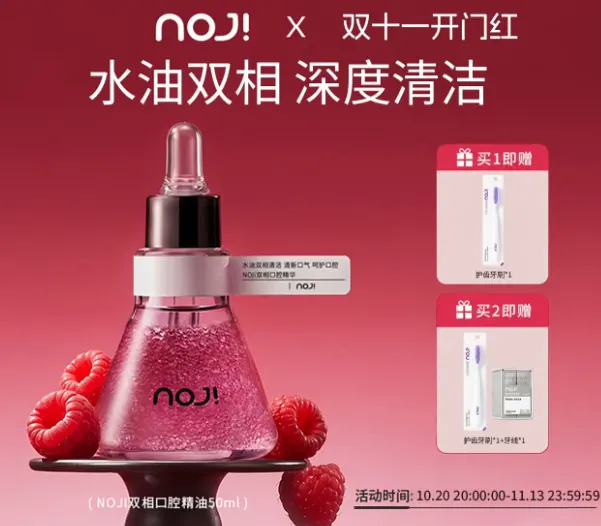 noJ! X 双十一开门红
水油双相 深度清洁
买1即赠
noJ!
护齿牙刷*1
水油双相清洁 清新口气 呵护口腔
NOJI双相口腔精华
noJ!
noJ!
买2即赠
noJ!
护齿牙刷*1+牙线*1
( NOJI双相口腔精油50ml )
活动时间: 10.20 20:00:00-11.13 23:59:59